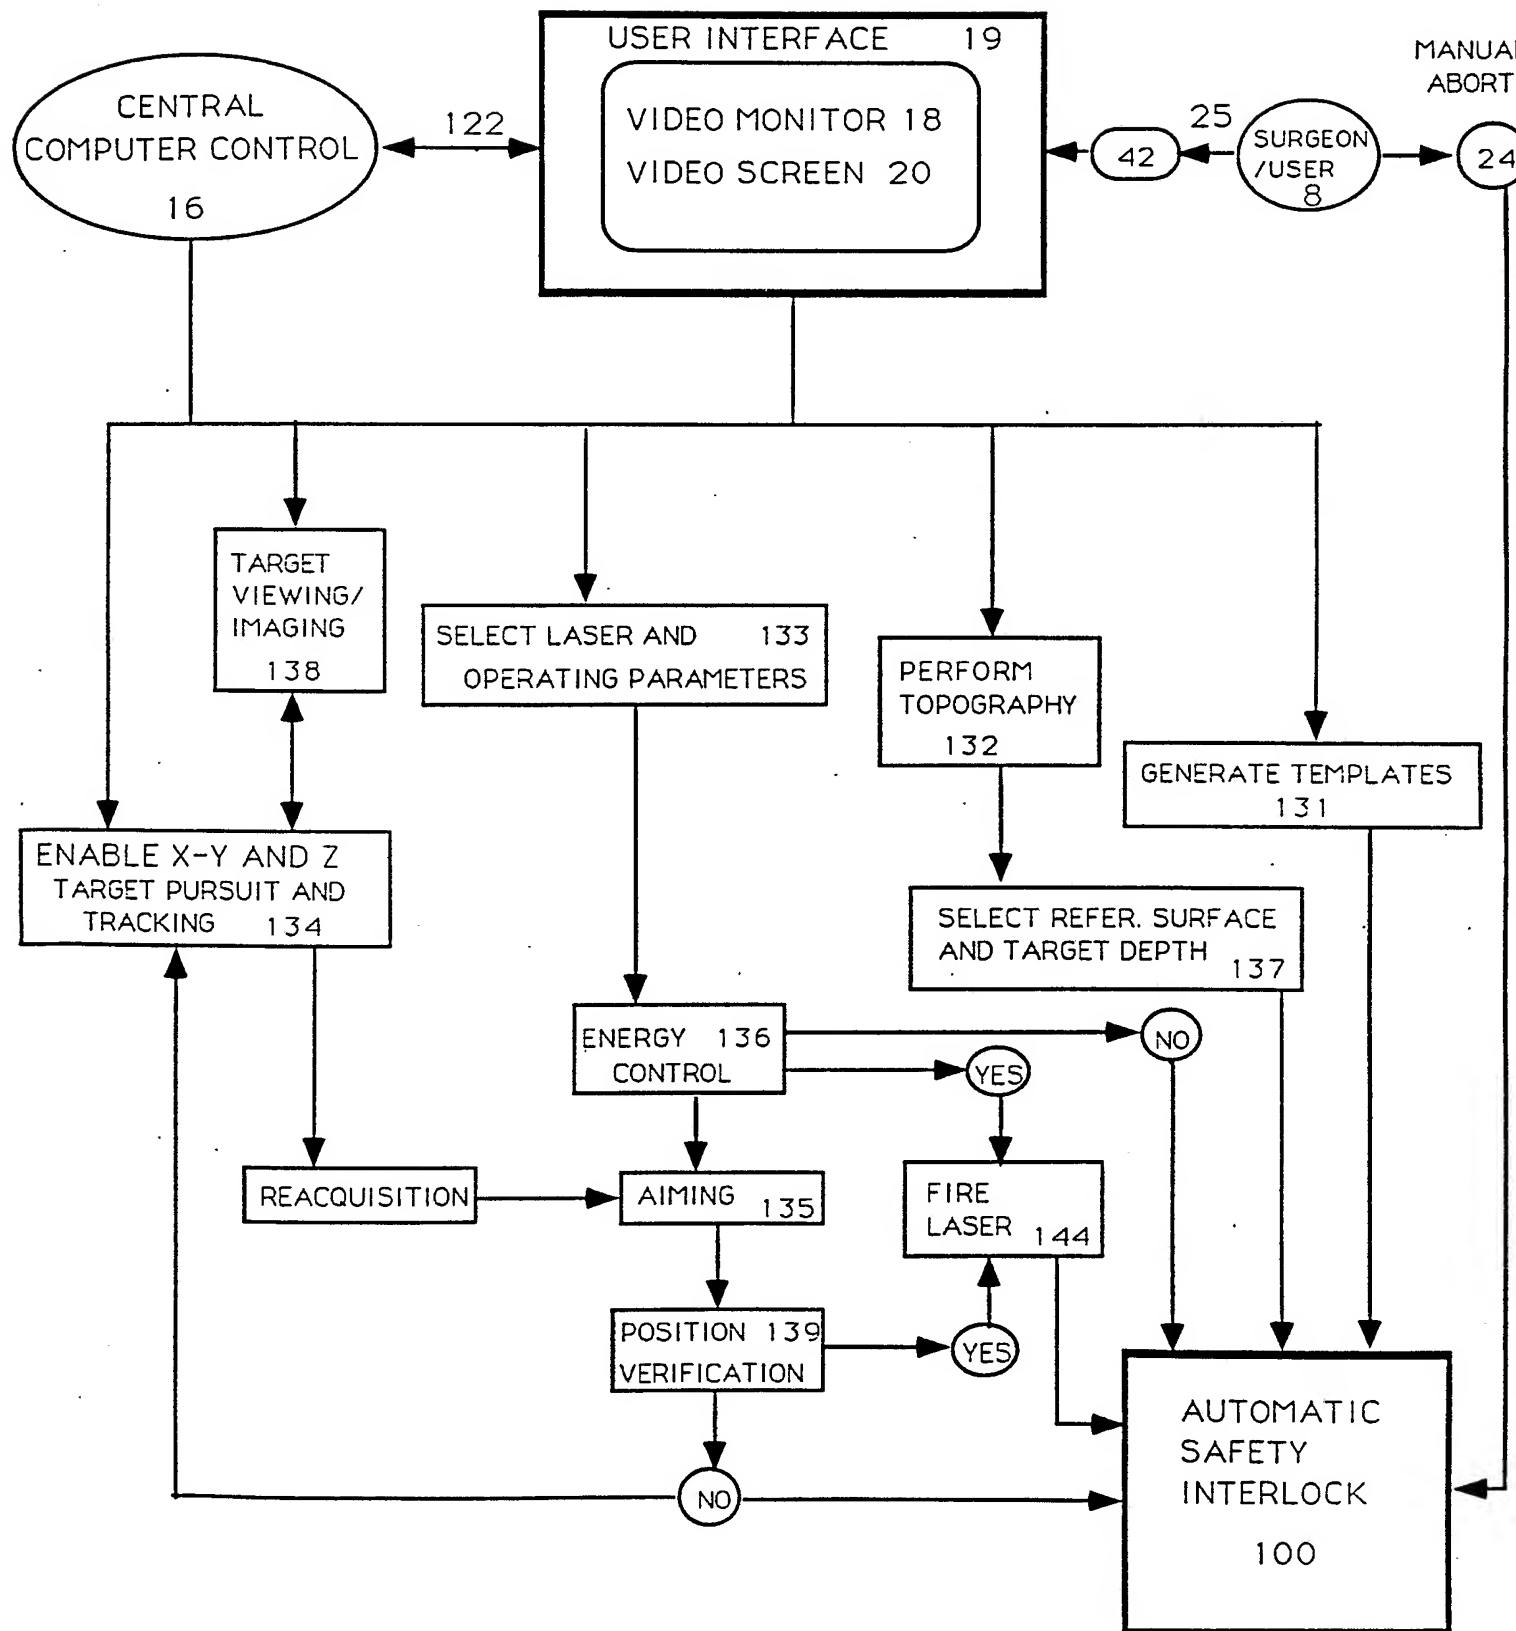 USER INTERFACE 19
MANUAL
ABORT
CENTRAL
COMPUTER CONTROL
16
122
VIDEO MONITOR 18
VIDEO SCREEN 20
42
25
SURGEON
/USER
8
24
TARGET
VIEWING/
IMAGING
138
SELECT LASER AND 133
OPERATING PARAMETERS
PERFORM
TOPOGRAPHY
132
GENERATE TEMPLATES
131
ENABLE X-Y AND Z
TARGET PURSUIT AND
TRACKING 134
SELECT REFER. SURFACE
AND TARGET DEPTH 137
ENERGY 136
CONTROL
NO
YES
REACQUISITION
AIMING 135
FIRE
LASER 144
POSITION 139
VERIFICATION
YES
NO
AUTOMATIC
SAFETY
INTERLOCK
100